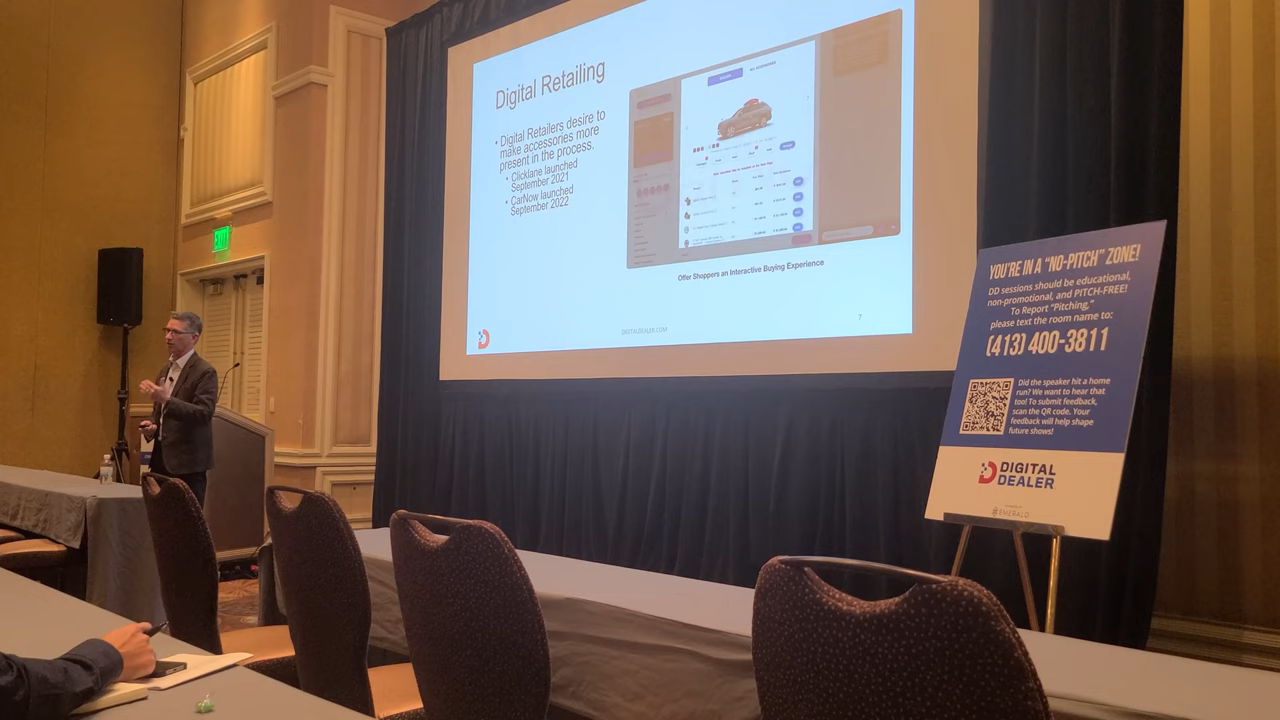 Digital Retailing
• Digital Retailers desire to
make accessories more
present in the process.
• Clicklane launched
September 2021
• CarNow launched
September 2022
Offer Shoppers an Interactive Buying Experience
DIGITALDEALER.COM
7
EXIT
YOU'RE IN A "NO-PITCH" ZONE!
DD sessions should be educational,
non-promotional, and PITCH-FREE!
To Report "Pitching,"
please text the room name to:
(413) 400-3811
Did the speaker hit a home
run? We want to hear that
too! To submit feedback,
scan the QR code. Your
feedback will help shape
future shows!
DIGITAL
DEALER
EMERALD